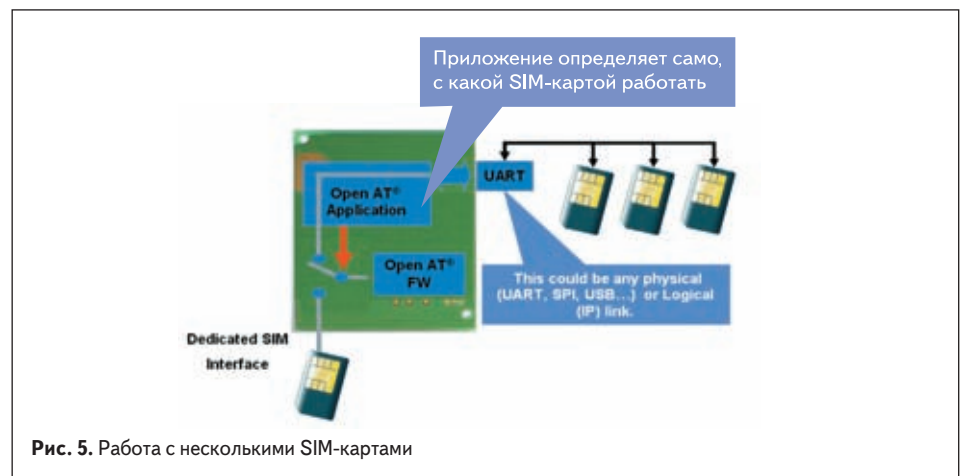 Приложение определяет само,
с какой SIM-картой работать
UART
Open AT®
Application
Open AT®
FW
This could be any physical
(UART, SPI, USB...) or Logical
(IP) link.
Dedicated SIM
Interface
Рис. 5. Работа с несколькими SIM-картами